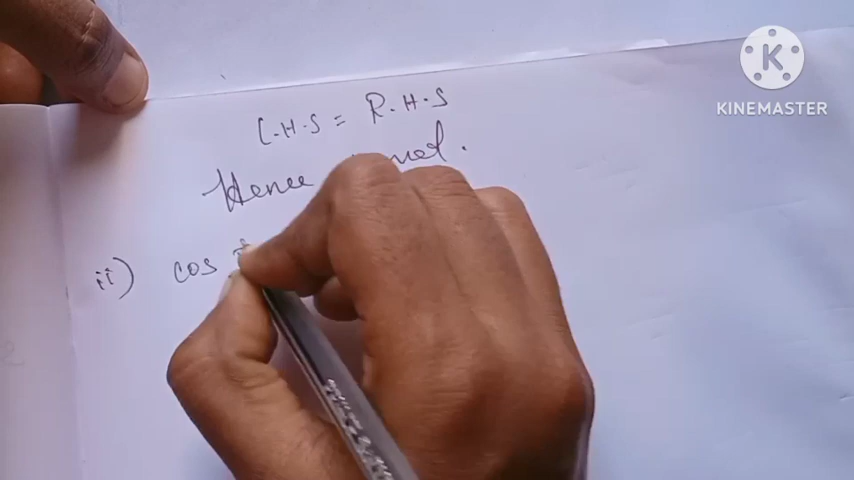 L.H.S = R.H.S
Hence
ii) cos
KINEMASTER